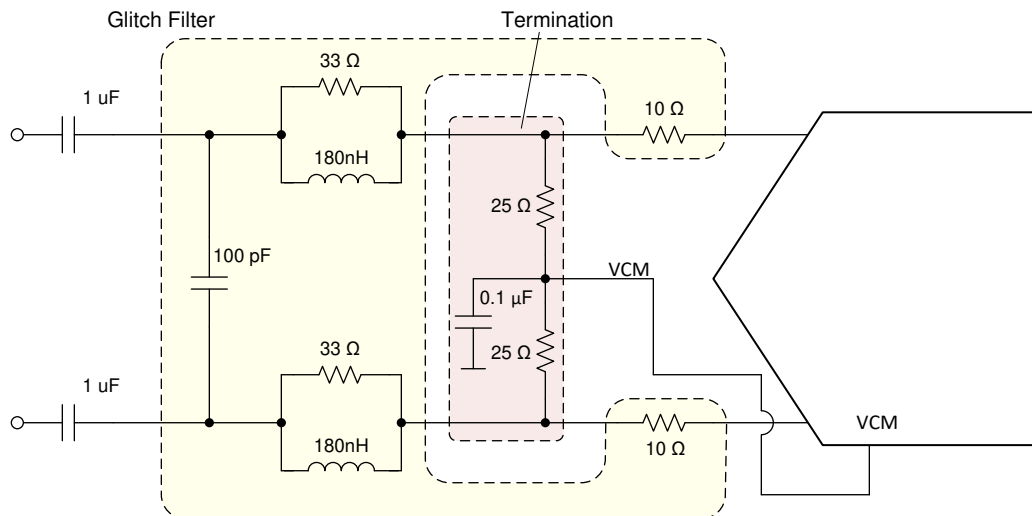 Glitch Filter
Termination
33 Ω
1 uF
10 Ω
180nH
25 Ω
100 pF
VCM
0.1 µF
33 Ω
25 Ω
1 uF
VCM
10 Ω
180nH